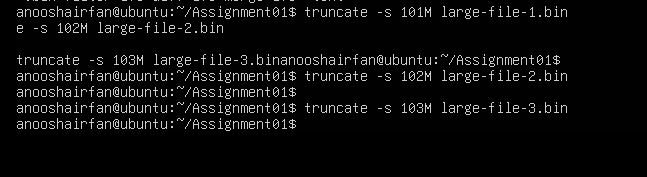 anooshairfan@ubuntu:~/Assignment01$ truncate -s 101M large-file-1.bin
e -s 102M large-file-2.bin
truncate -s 103M large-file-3.binanooshairfan@ubuntu:~/Assignment01$
anooshairfan@ubuntu:~/Assignment01$ truncate -s 102M large-file-2.bin
anooshairfan@ubuntu:~/Assignment01$
anooshairfan@ubuntu:~/Assignment01$ truncate -s 103M large-file-3.bin
anooshairfan@ubuntu:~/Assignment01$